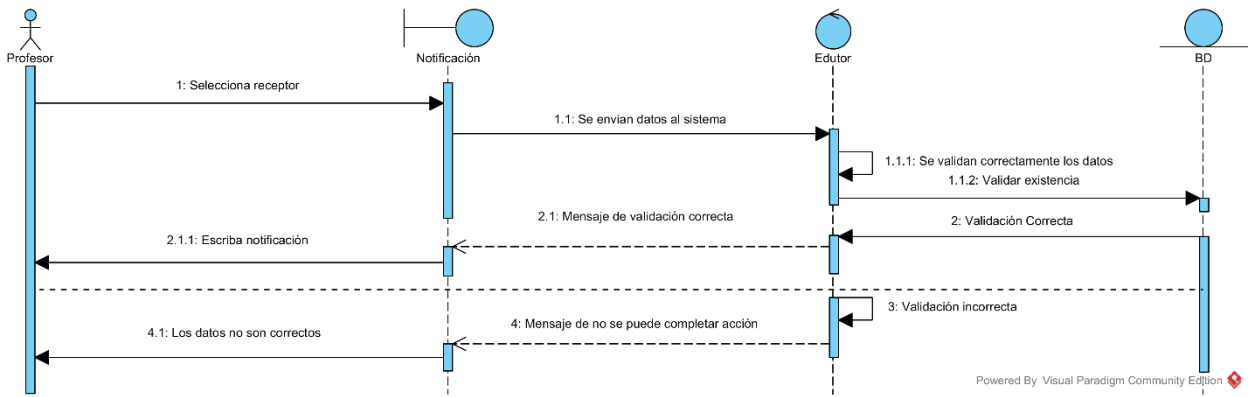 Profesor
Notificación
Edutor
BD
1: Selecciona receptor
1.1: Se envian datos al sistema
1.1.1: Se validan correctamente los datos
1.1.2: Validar existencia
2: Validación Correcta
2.1: Mensaje de validación correcta
2.1.1: Escriba notificación
3: Validación incorrecta
4: Mensaje de no se puede completar acción
4.1: Los datos no son correctos
Powered By Visual Paradigm Community Edition